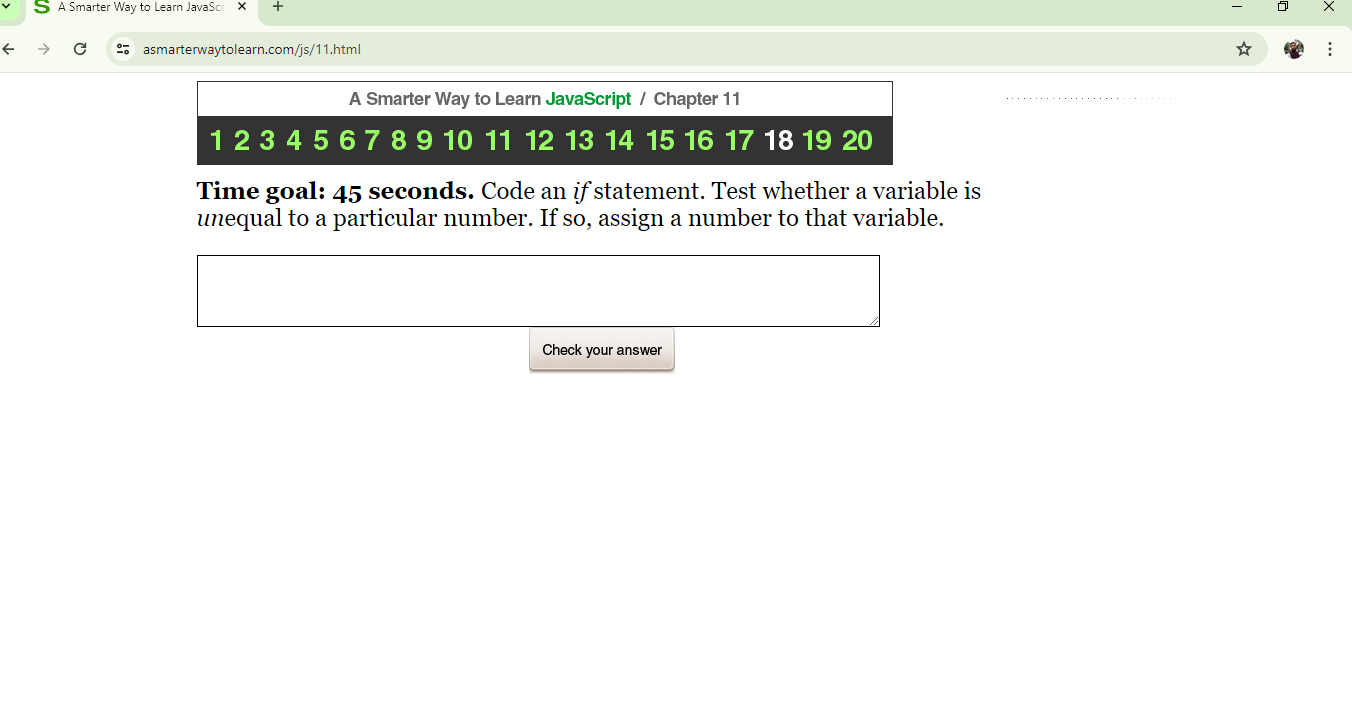 A Smarter Way to Learn JavaScr
asmarterwaytolearn.com/js/11.html
A Smarter Way to Learn JavaScript / Chapter 11
1 2 3 4 5 6 7 8 9 10 11 12 13 14 15 16 17 18 19 20
Time goal: 45 seconds. Code an if statement. Test whether a variable is
unequal to a particular number. If so, assign a number to that variable.
Check your answer